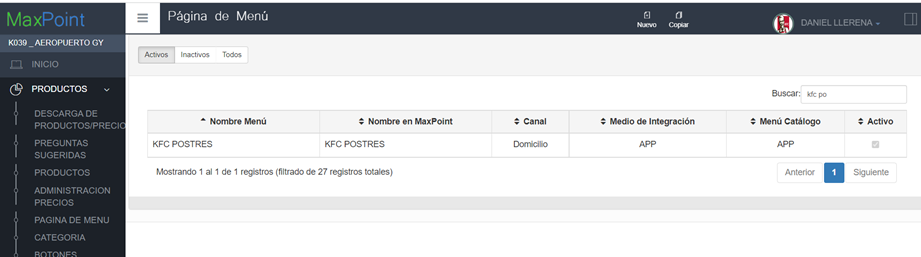 MaxPoint
Página de Menú
Nuevo
Copiar
DANIEL LLERENA
K039 _ AEROPUERTO GY
INICIO
PRODUCTOS
DESCARGA DE
PRODUCTOS/PRECIO
PREGUNTAS
SUGERIDAS
PRODUCTOS
ADMINISTRACION
PRECIOS
PAGINA DE MENU
CATEGORIA
BOTONES
Activos Inactivos Todos
Buscar: kfc po
Nombre Menú Nombre en MaxPoint Canal Medio de Integración Menú Catálogo Activo
KFC POSTRES KFC POSTRES Domicilio APP APP
Mostrando 1 al 1 de 1 registros (filtrado de 27 registros totales)
Anterior 1 Siguiente